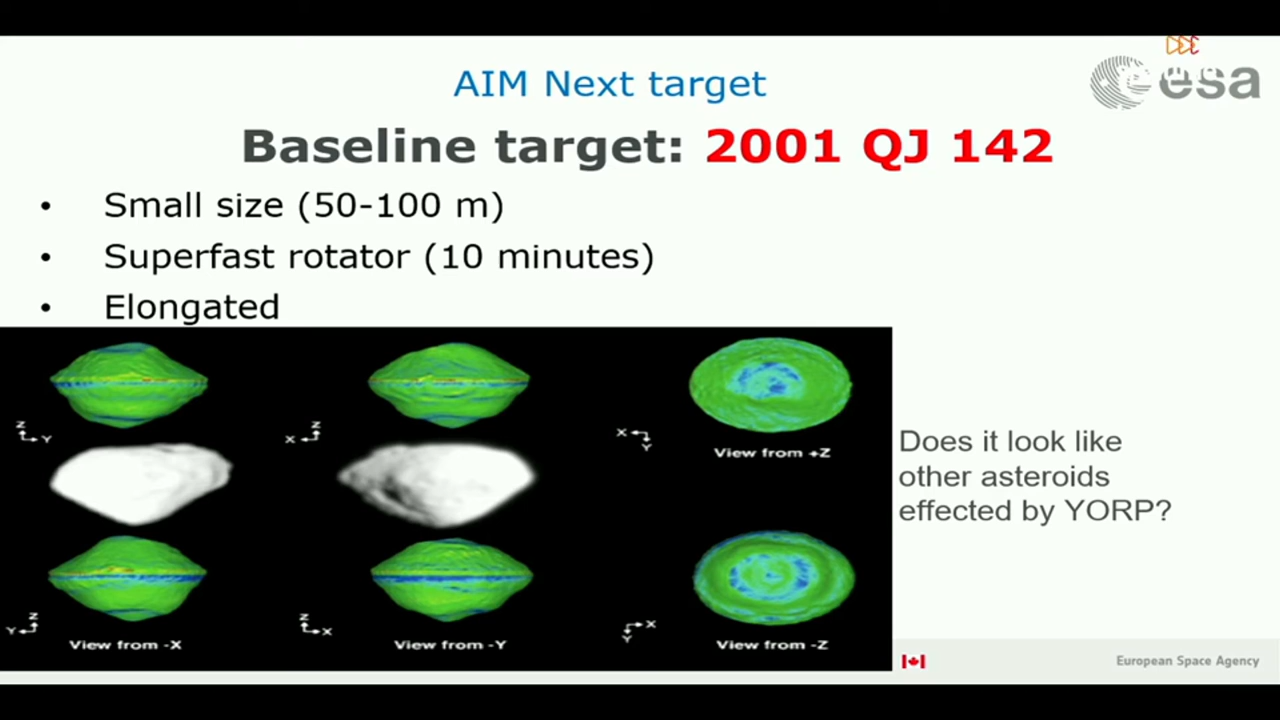 AIM Next target
esa
Baseline target: 2001 QJ 142
• Small size (50-100 m)
• Superfast rotator (10 minutes)
• Elongated
Z
Y
Z
X
X
Y
View from +Z
Does it look like
other asteroids
effected by YORP?
Z
Y
View from -X
Z
X
View from -Y
X
Y
View from -Z
European Space Agency